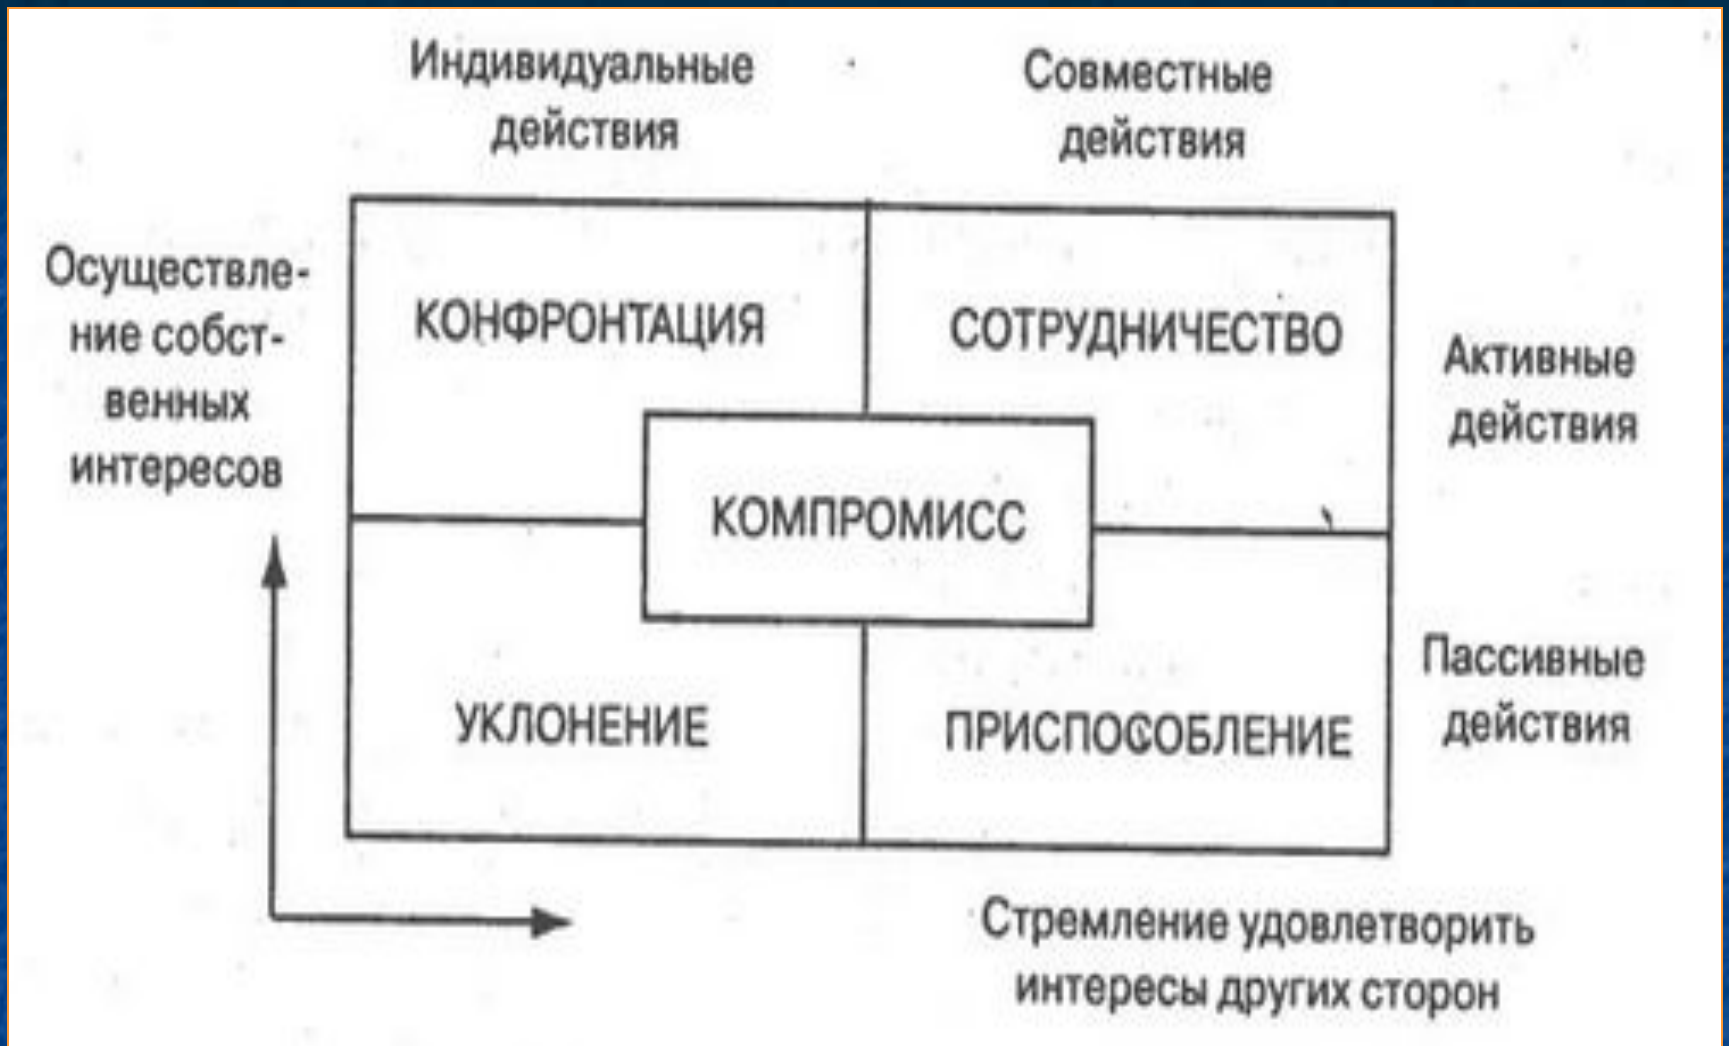 Индивидуальные
действия
Совместные
действия
Осуществле-
ние собст-
венных
интересов
КОНФРОНТАЦИЯ
СОТРУДНИЧЕСТВО
Активные
действия
КОМПРОМИСС
УКЛОНЕНИЕ
ПРИСПОСОБЛЕНИЕ
Пассивные
действия
Стремление удовлетворить
интересы других сторон